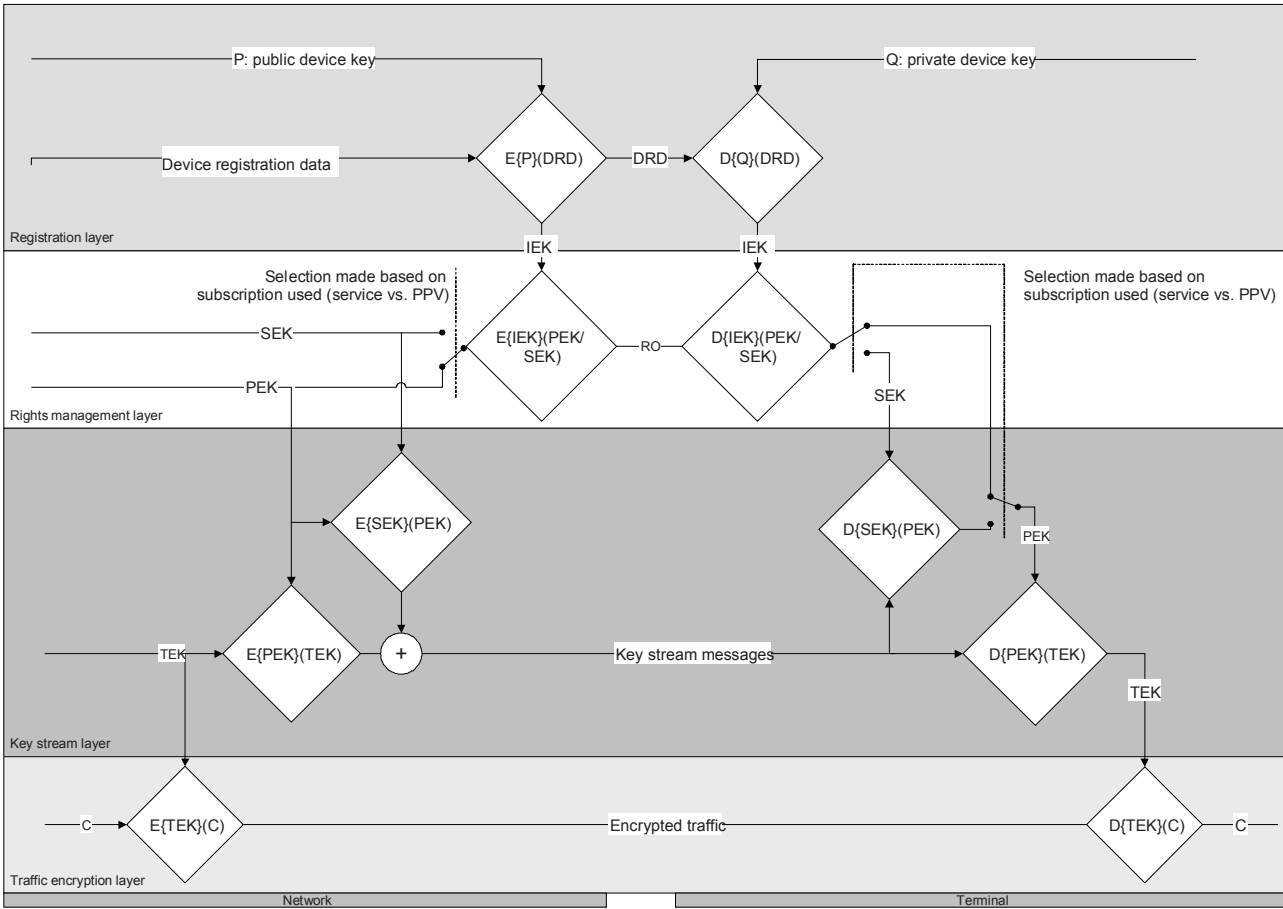 P: public device key
Q: private device key
Device registration data
E{P}(DRD)
DRD
D{Q}(DRD)
Registration layer
IEK
IEK
Selection made based on
subscription used (service vs. PPV)
Selection made based on
subscription used (service vs. PPV)
SEK
E{IEK}(PEK/
SEK)
RO
D{IEK}(PEK/
SEK)
PEK
SEK
Rights management layer
E{SEK}(PEK)
D{SEK}(PEK)
PEK
TEK
E{PEK}(TEK)
+
Key stream messages
D{PEK}(TEK)
TEK
Key stream layer
C
E{TEK}(C)
Encrypted traffic
D{TEK}(C)
C
Traffic encryption layer
Network
Terminal